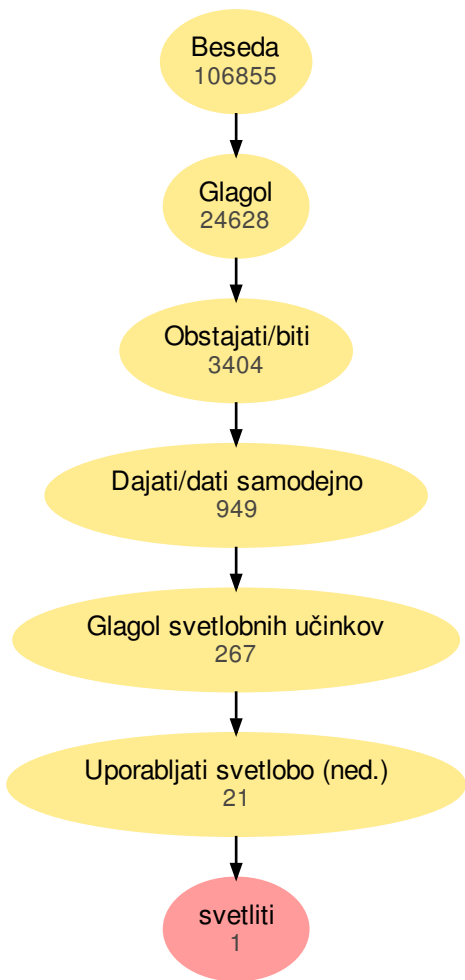 Beseda
106855
Glagol
24628
Obstajati/biti
3404
Dajati/dati samodejno
949
Glagol svetlobnih učinkov
267
Uporabljati svetlobo (ned.)
21
svetliti
1